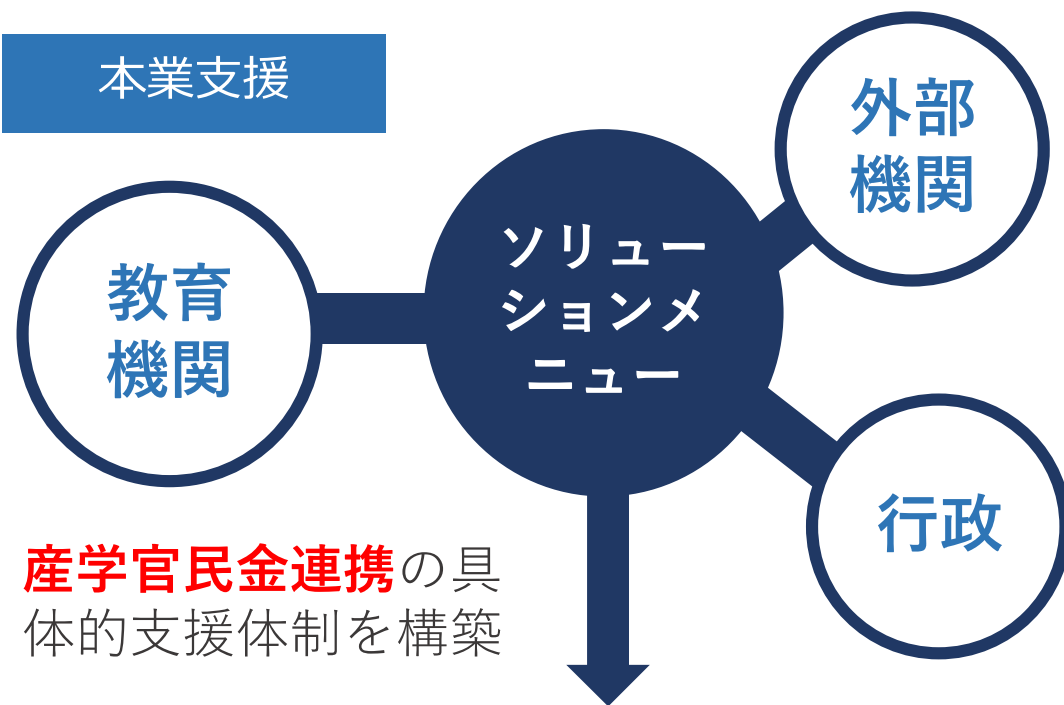 本業支援
外部
機関
ソリュー
ションメ
ニュー
教育
機関
行政
産学官民金連携の具
体的支援体制を構築